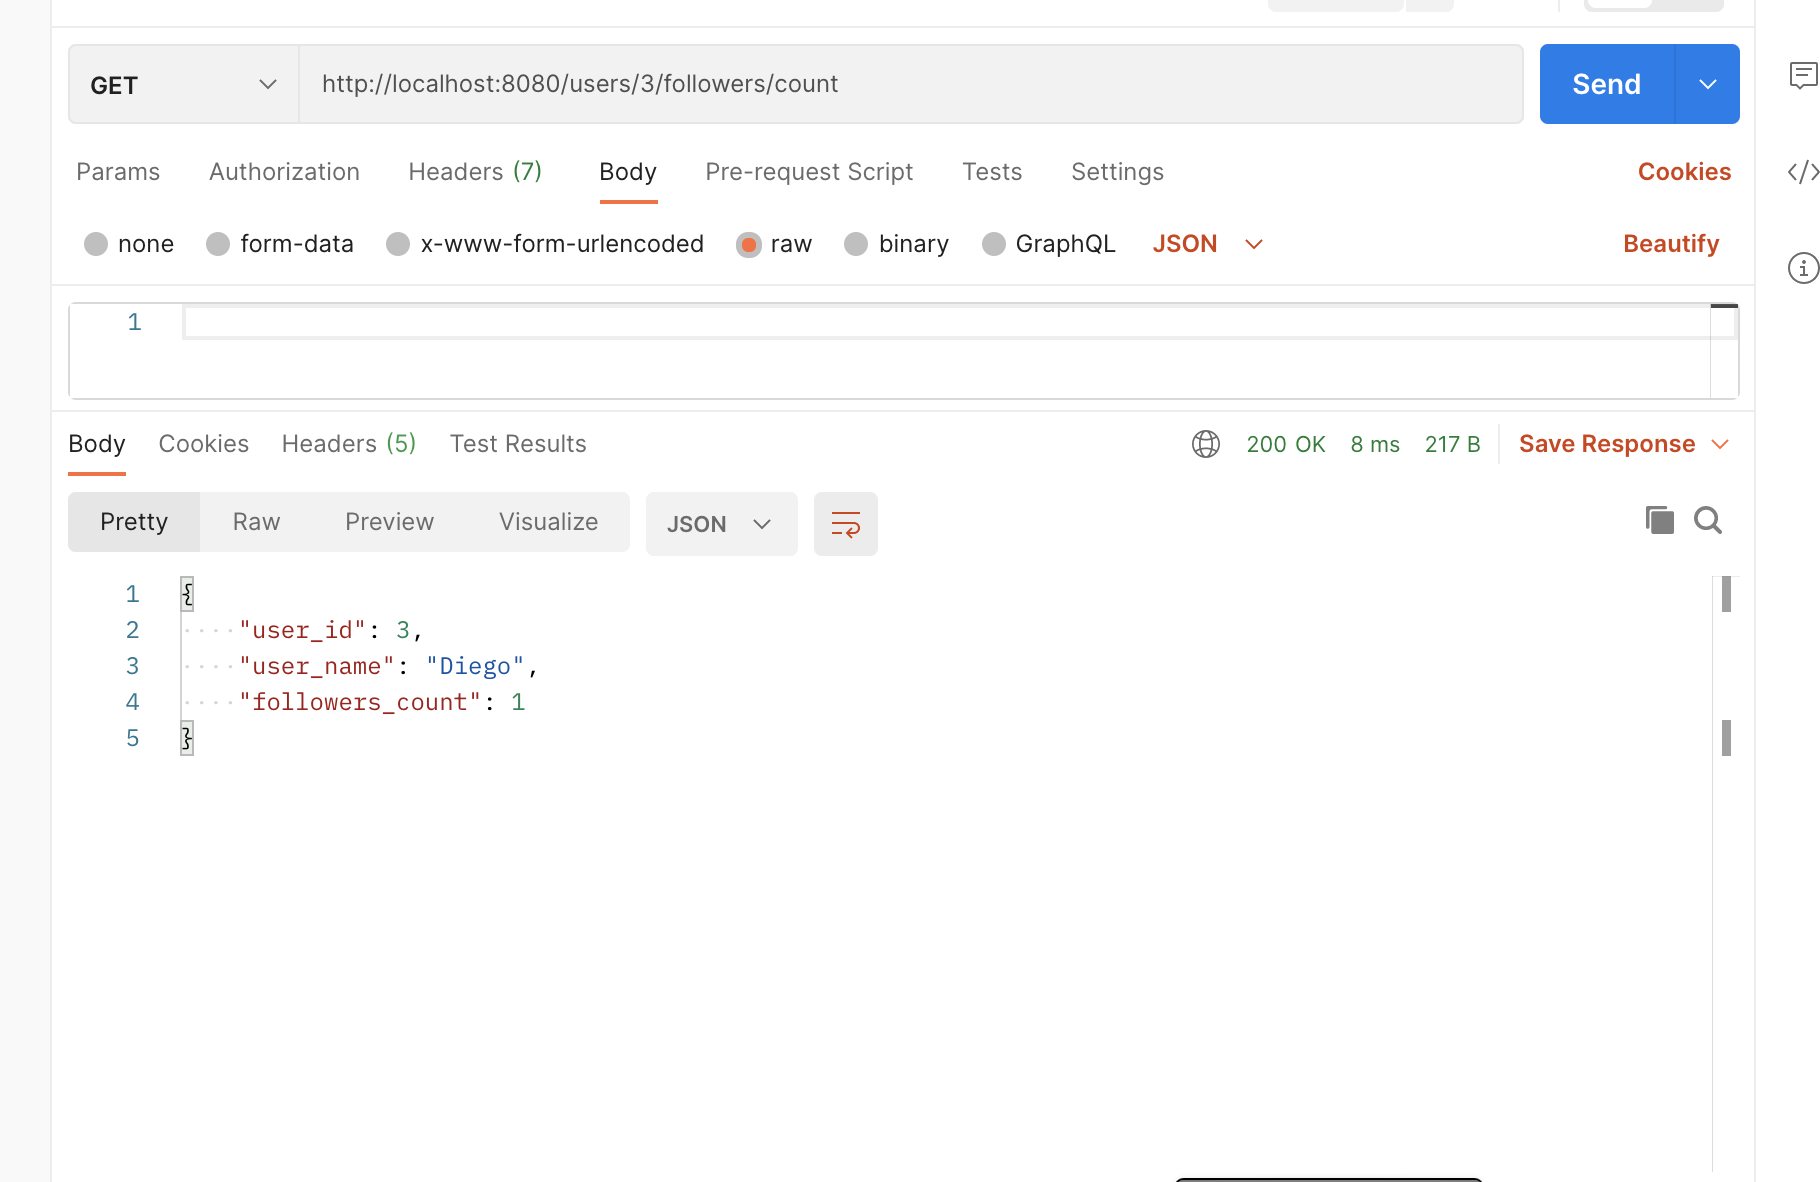 GET http://localhost:8080/users/3/followers/count Send
Params Authorization Headers (7) Body Pre-request Script Tests Settings Cookies
none form-data x-www-form-urlencoded raw binary GraphQL JSON Beautify
1
Body Cookies Headers (5) Test Results 200 OK 8 ms 217 B Save Response
Pretty Raw Preview Visualize JSON
1 {
2 "user_id": 3,
3 "user_name": "Diego",
4 "followers_count": 1
5 }